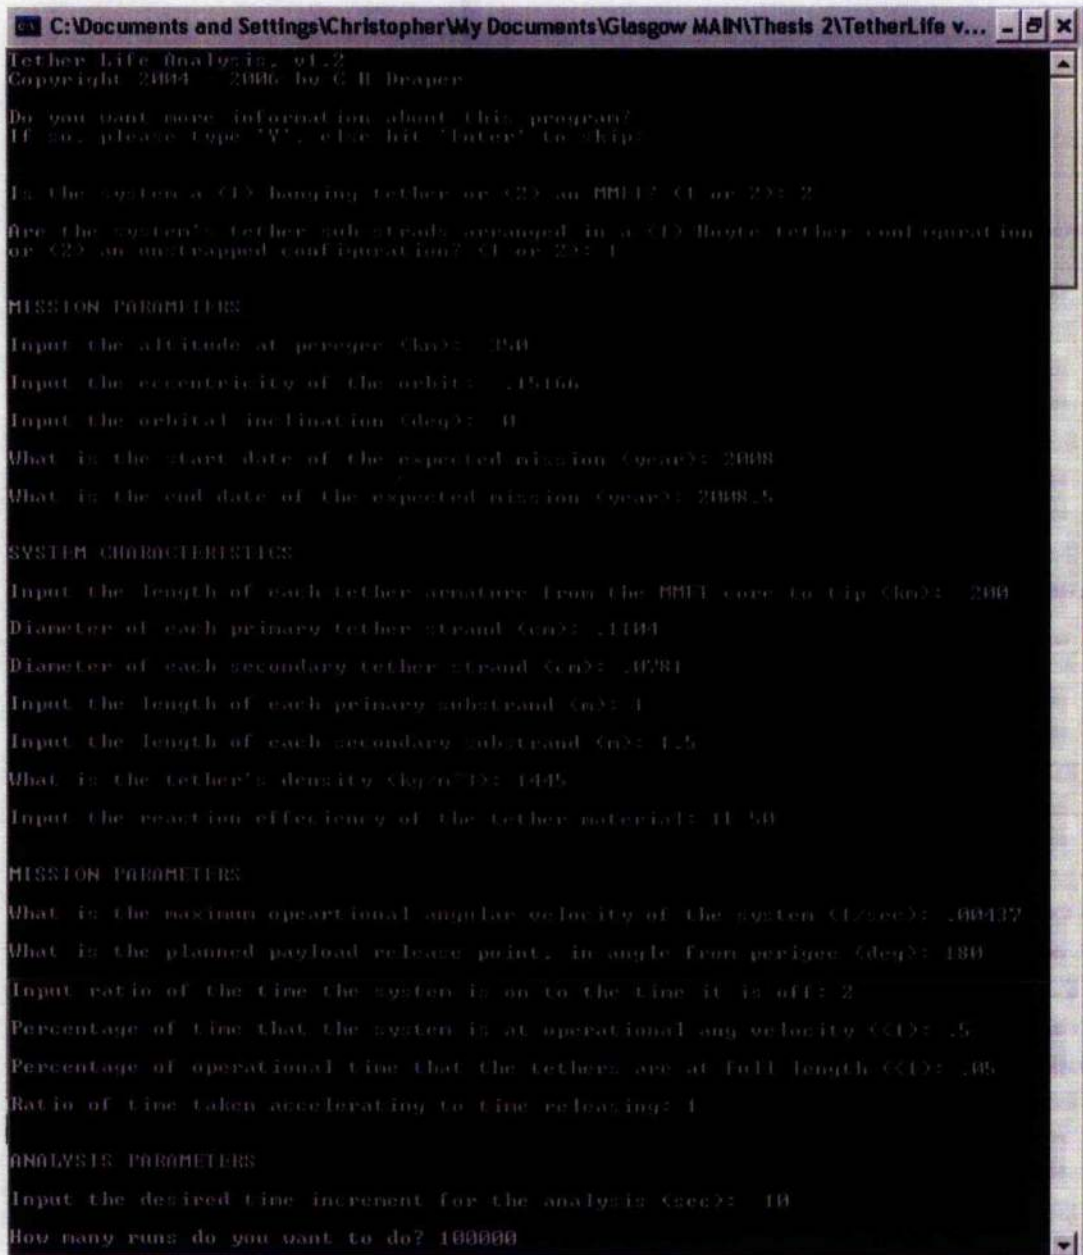 C:\Documents and Settings\Christopher\My Documents\Glasgow MAIN\Thesis 2\TetherLife v...
Tether Life Analysis, v1.2
Copyright 2004 - 2006 by C H Draper
Do you want more information about this program?
If so, please type 'Y', else hit 'Enter' to skip:
Is the system a (1) hanging tether or (2) an MMET? (1 or 2): 2
Are the system's tether sub-strads arranged in a (1) Hoyte tether configuration
or (2) an unstrapped configuration? (1 or 2): 1
MISSION PARAMETERS
Input the altitude at peregee (km): 350
Input the eccentricity of the orbit: .15166
Input the orbital inclination (deg): 0
What is the start date of the expected mission (year): 2008
What is the end date of the expected mission (year): 2008.5
SYSTEM CHARACTERISTICS
Input the length of each tether armature from the MMET core to tip (km): 200
Diameter of each primary tether strand (cm): .1104
Diameter of each secondary tether strand (cm): .0781
Input the length of each primary substrand (m):
Input the length of each secondary substrand (m): 1.5
What is the tether's density (kg/m^3): 1445
Input the reaction effeciency of the tether material:
MISSION PARAMETERS
What is the maximum opeartional angular velocity of the system (1/sec): .00437
What is the planned payload release point, in angle from perigee (deg): 180
Input ratio of the time the system is on to the time it is off: 2
Percentage of time that the system is at operational ang velocity (<1): .5
Percentage of operational time that the tethers are at full length (<1): .05
Ratio of time taken accelerating to time releasing: 1
ANALYSIS PARAMETERS
Input the desired time increment for the analysis (sec): 10
How many runs do you want to do? 100000